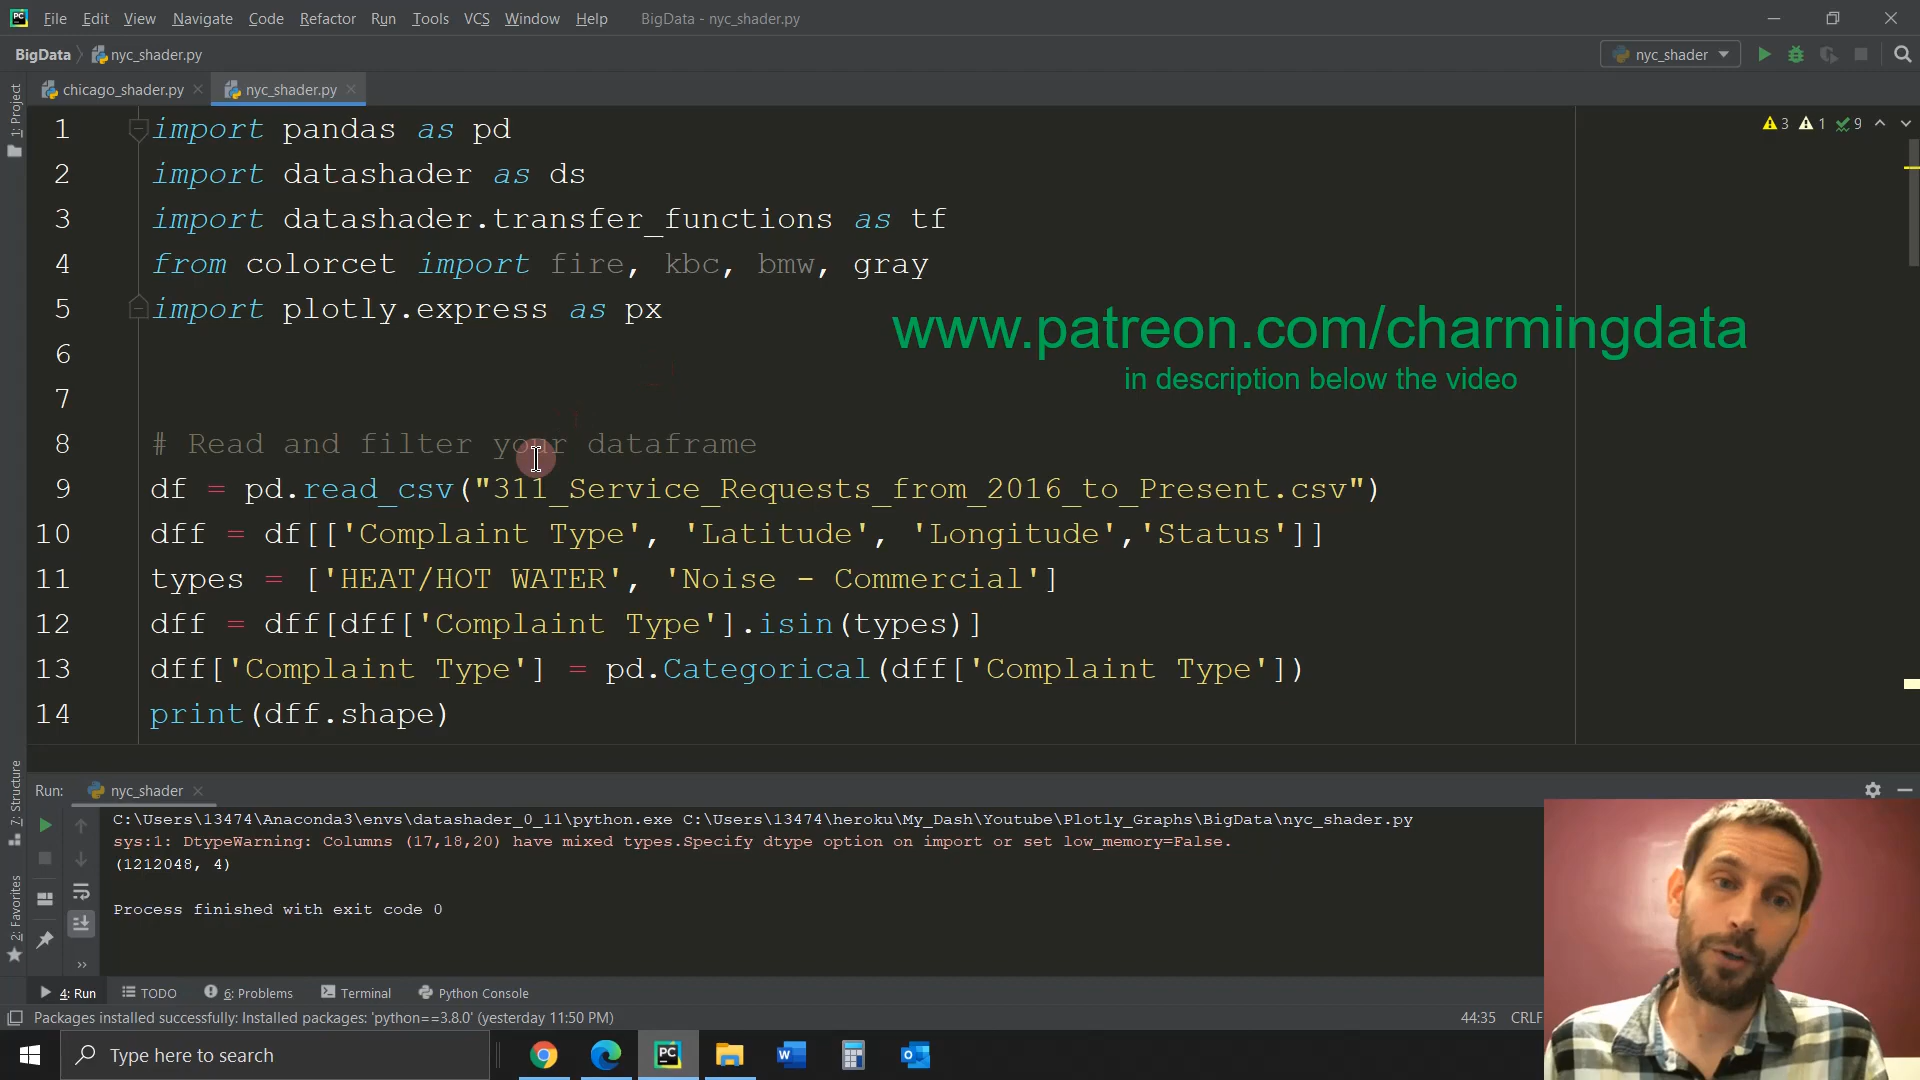 File Edit View Navigate Code Refactor Run Tools VCS Window Help BigData - nyc_shader.py
BigData nyc_shader.py nyc_shader
chicago_shader.py nyc_shader.py
1: Project
3 1 9
1 import pandas as pd
2 import datashader as ds
3 import datashader.transfer_functions as tf
4 from colorcet import fire, kbc, bmw, gray
5 import plotly.express as px
www.patreon.com/charmingdata
6
in description below the video
7
8 # Read and filter your dataframe
9 df = pd.read_csv("311_Service_Requests_from_2016_to_Present.csv")
10 dff = df[['Complaint Type', 'Latitude', 'Longitude','Status']]
11 types = ['HEAT/HOT WATER', 'Noise - Commercial']
12 dff = dff[dff['Complaint Type'].isin(types)]
13 dff['Complaint Type'] = pd.Categorical(dff['Complaint Type'])
14 print(dff.shape)
7: Structure
2: Favorites
Run: nyc_shader
C:\Users\13474\Anaconda3\envs\datashader_0_11\python.exe C:\Users\13474\heroku\My_Dash\Youtube\Plotly_Graphs\BigData\nyc_shader.py
sys:1: DtypeWarning: Columns (17,18,20) have mixed types.Specify dtype option on import or set low_memory=False.
(1212048, 4)
Process finished with exit code 0
4: Run TODO 6: Problems Terminal Python Console
Packages installed successfully: Installed packages: 'python==3.8.0' (yesterday 11:50 PM) 44:35 CRLF
Type here to search